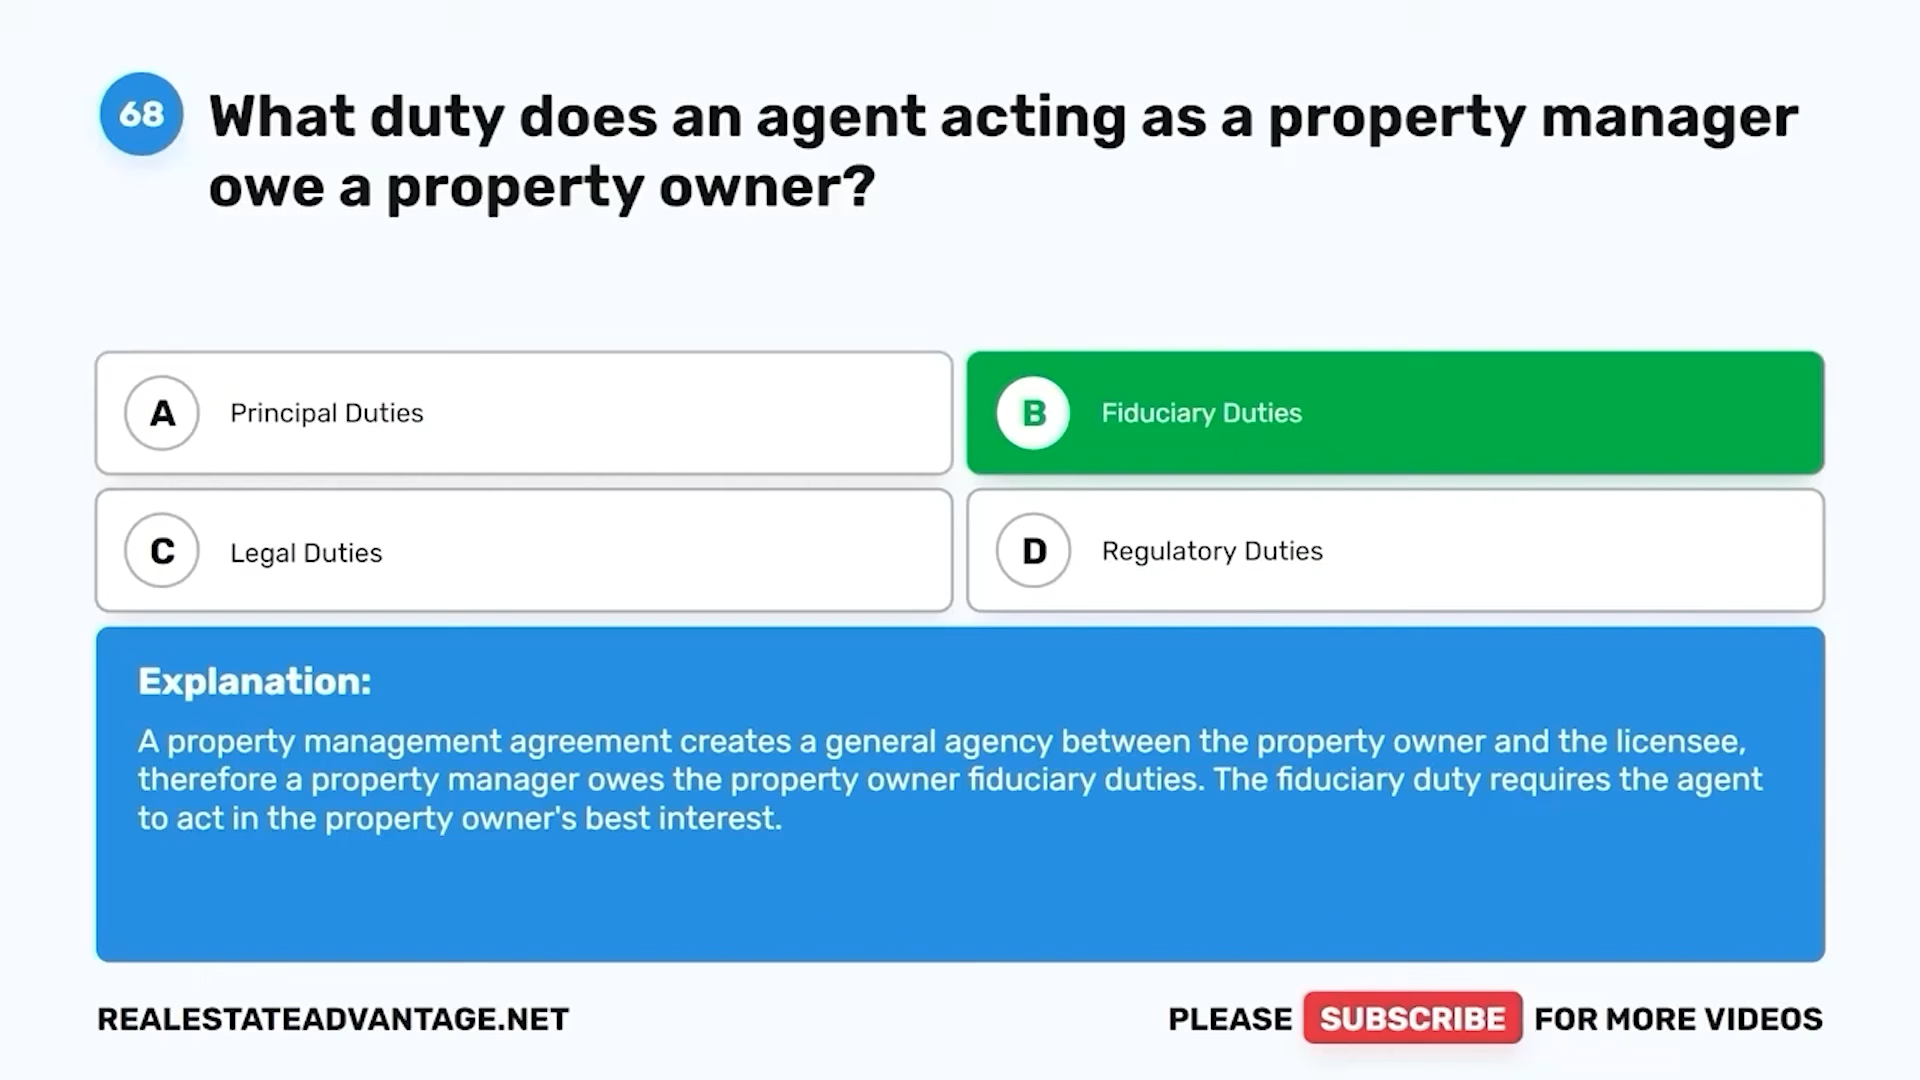 68
What duty does an agent acting as a property manager
owe a property owner?
A Principal Duties
B Fiduciary Duties
C Legal Duties
D Regulatory Duties
Explanation:
A property management agreement creates a general agency between the property owner and the licensee,
therefore a property manager owes the property owner fiduciary duties. The fiduciary duty requires the agent
to act in the property owner's best interest.
REALESTATEADVANTAGE.NET
PLEASE SUBSCRIBE FOR MORE VIDEOS